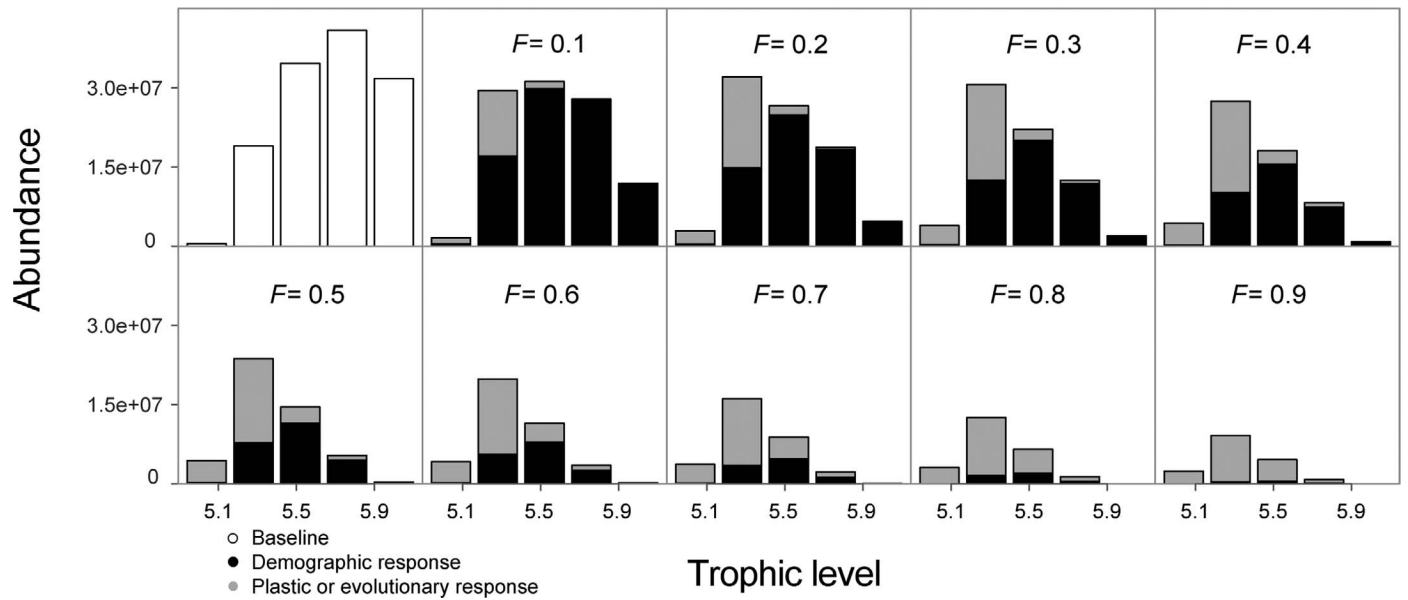 F= 0.1 F= 0.2 F= 0.3 F= 0.4
3.0e+07
1.5e+07
0
Abundance
F= 0.5 F= 0.6 F= 0.7 F= 0.8 F= 0.9
3.0e+07
1.5e+07
0
5.1 5.5 5.9 5.1 5.5 5.9 5.1 5.5 5.9 5.1 5.5 5.9 5.1 5.5 5.9
Baseline
Demographic response
Plastic or evolutionary response
Trophic level